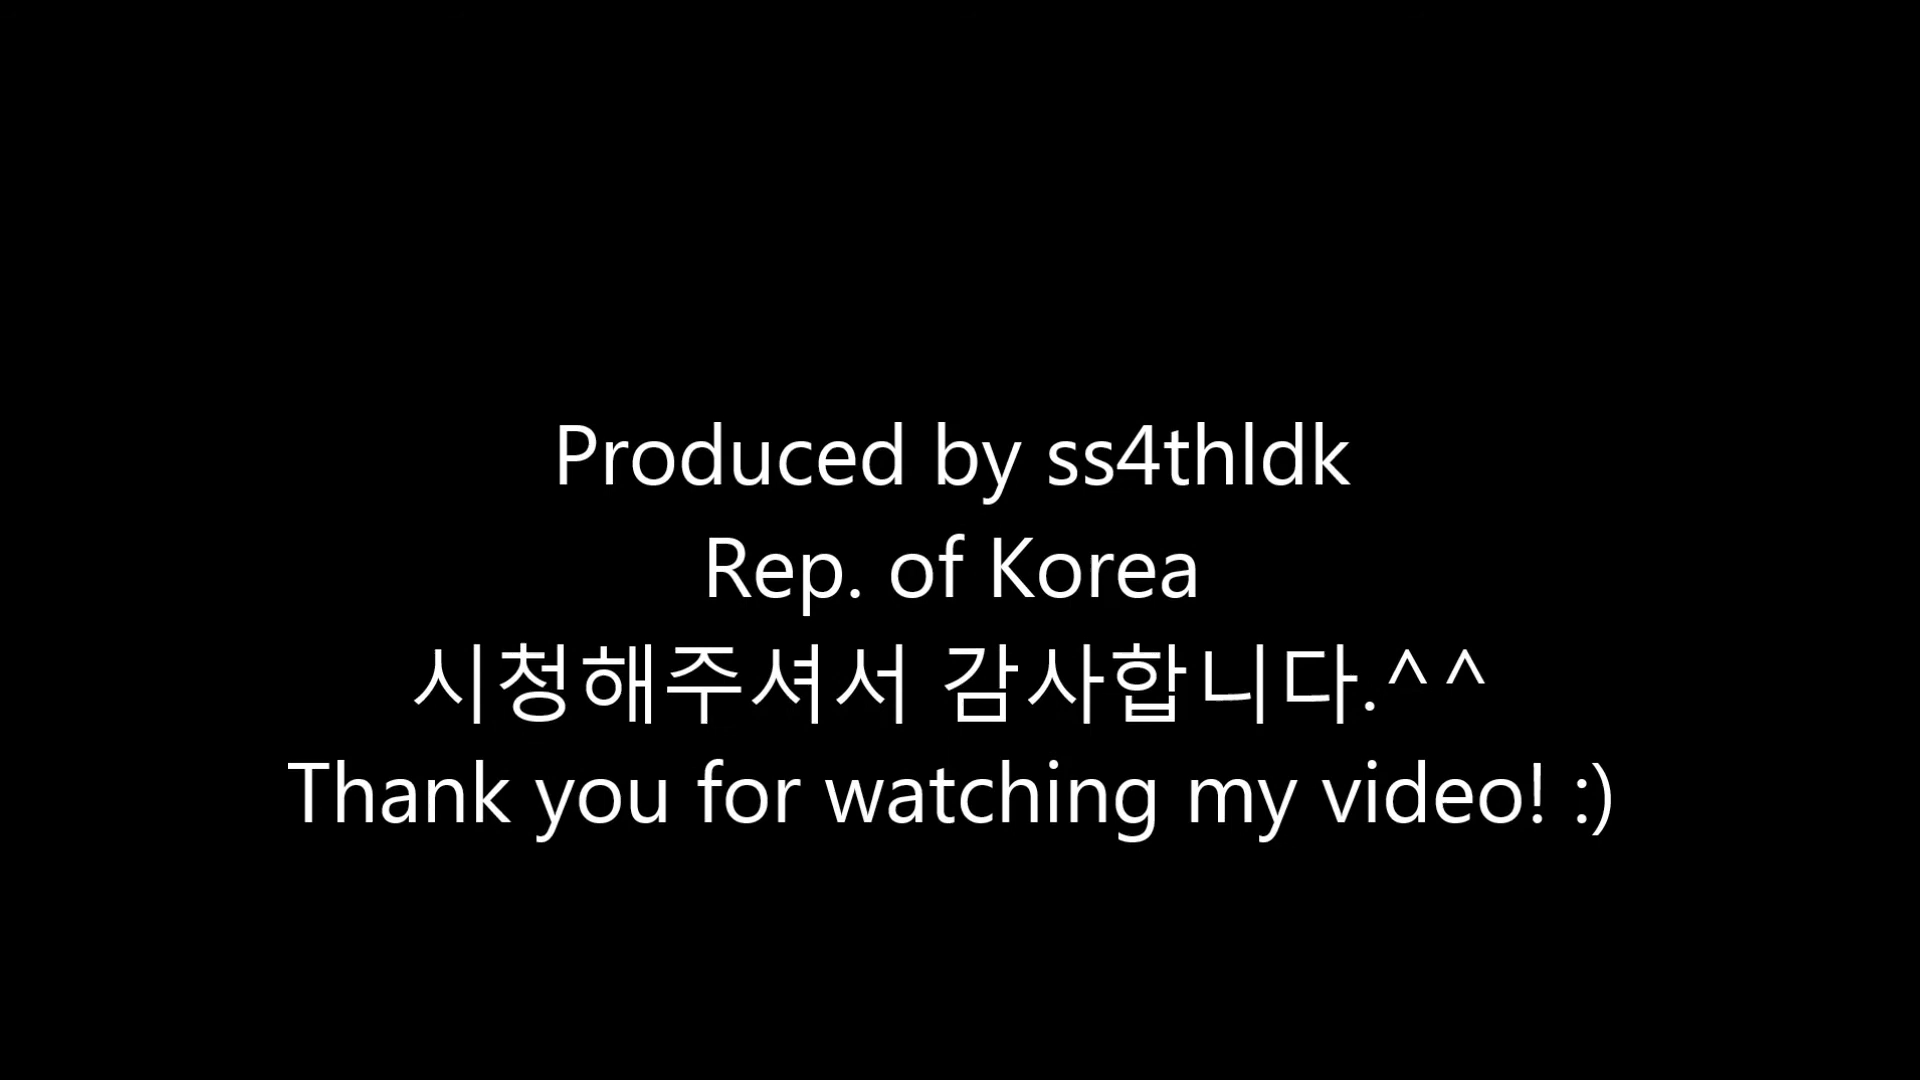 Produced by ss4thldk
Rep. of Korea
시청해주셔서 감사합니다.^^
Thank you for watching my video! :)